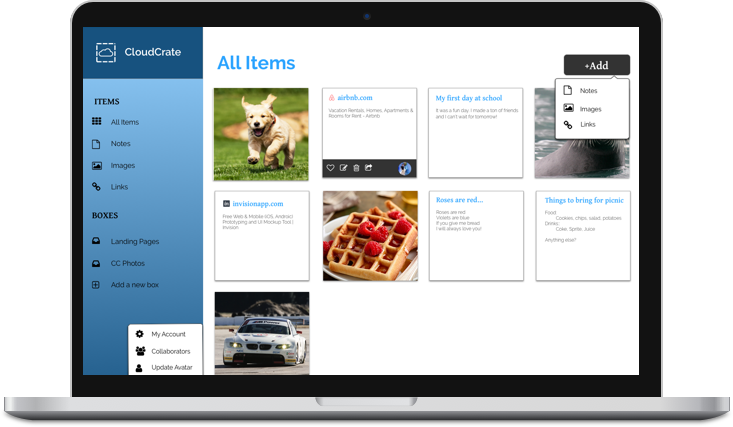 CloudCrate
ITEMS
All Items
Notes
Images
Links
BOXES
Landing Pages
CC Photos
Add a new box
My Account
Collaborators
Update Avatar
All Items
+Add
Notes
Images
Links
airbnb.com
Vacation Rentals, Homes, Apartments &
Rooms for Rent - Airbnb
My first day at school
It was a fun day. I made a ton of friends
and I can't wait for tomorrow!
invisionapp.com
Free Web & Mobile (iOS, Android)
Prototyping and UI Mockup Tool |
Invision
Roses are red...
Roses are red
Violets are blue
If you give me bread
I will always love you!
Things to bring for picnic
Food:
Cookies, chips, salad, potatoes
Drinks:
Coke, Sprite, Juice
Anything else?